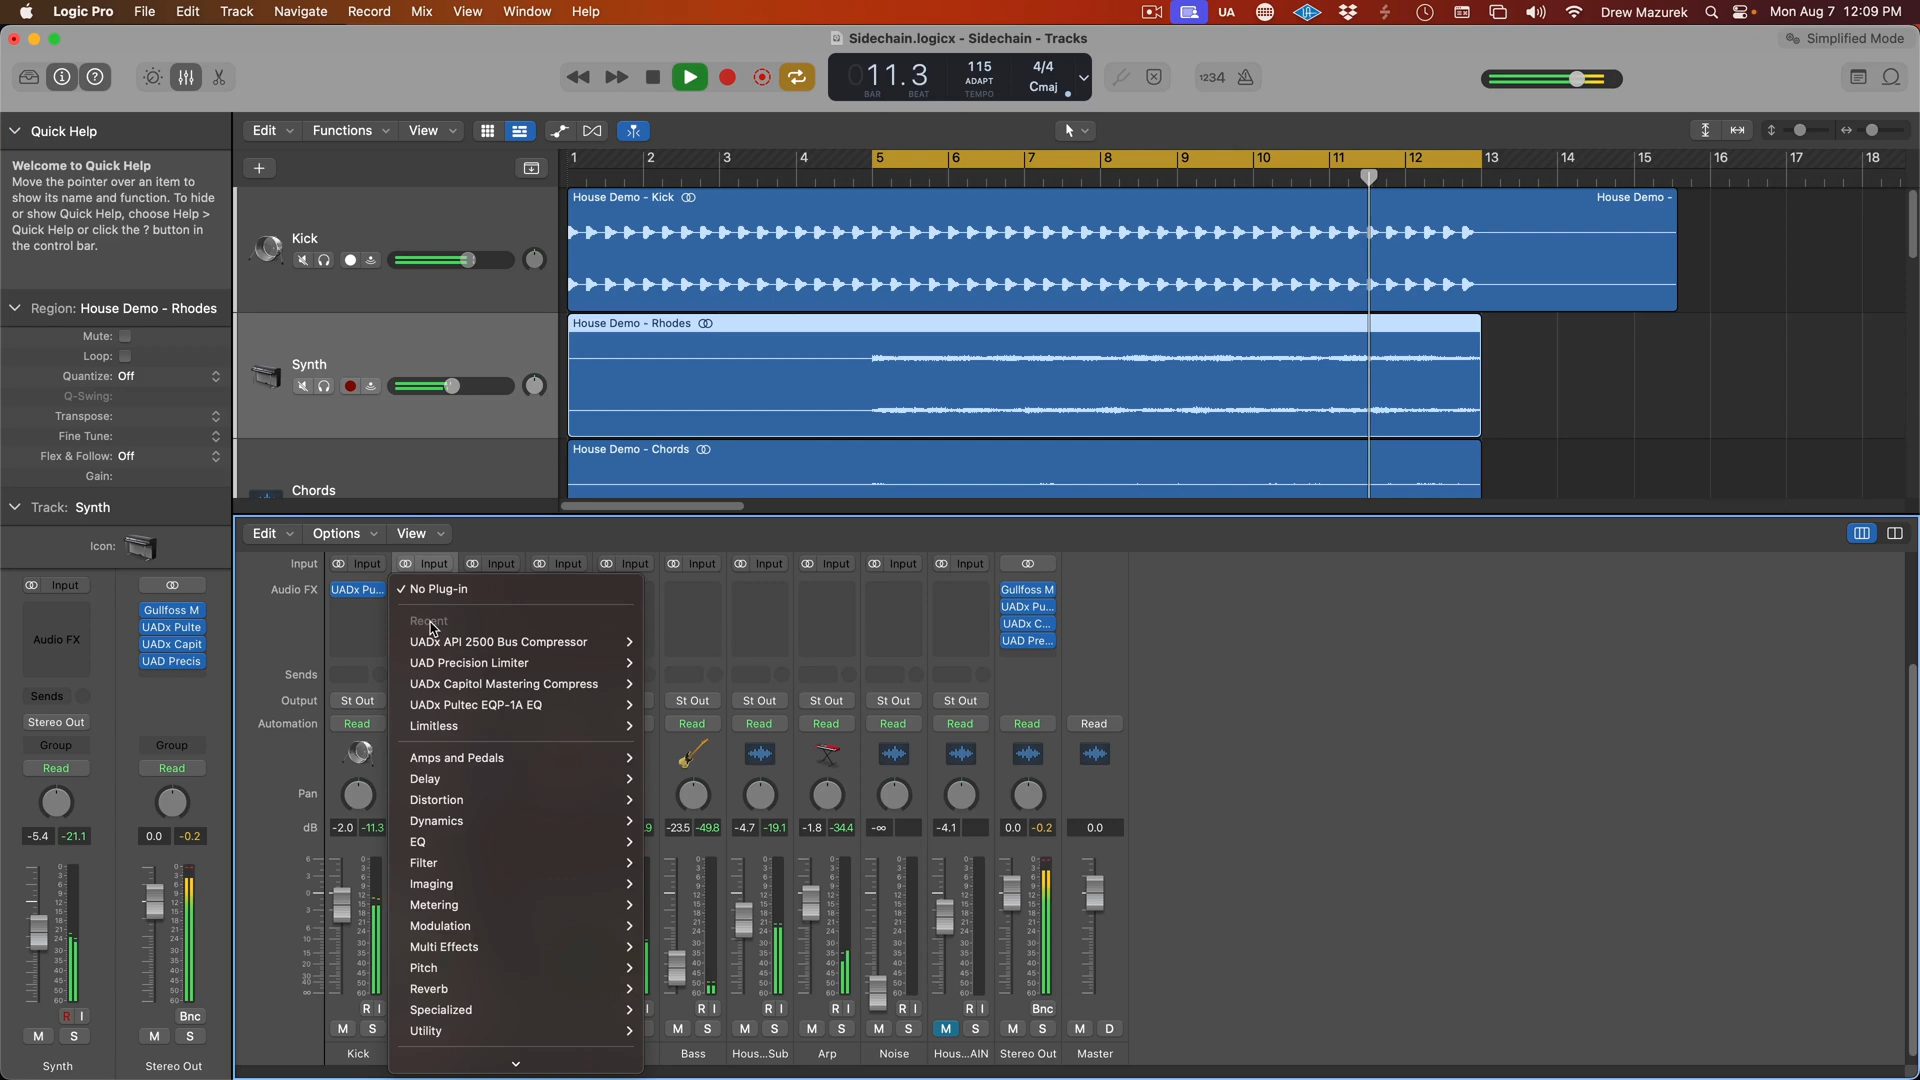 Logic Pro File Edit Track Navigate Record Mix View Window Help UA Drew Mazurek Mon Aug 7 12:09 PM
Sidechain.logicx - Sidechain - Tracks
Simplified Mode
011.3 115 4/4
ADAPT Cmaj
BAR BEAT TEMPO
1234
Quick Help
Edit Functions View
Welcome to Quick Help
Move the pointer over an item to
show its name and function. To hide
or show Quick Help, choose Help >
Quick Help or click the ? button in
the control bar.
1 2 3 4 5 6 7 8 9 10 11 12 13 14 15 16 17 18
House Demo - Kick House Demo -
Kick
House Demo - Rhodes
Synth
House Demo - Chords
Chords
Region: House Demo - Rhodes
Mute:
Loop:
Quantize: Off
Q-Swing:
Transpose:
Fine Tune:
Flex & Follow: Off
Gain:
Track: Synth
Icon:
Input
Audio FX
Gullfoss M
UADx Pulte
UADx Capit
UAD Precis
Sends
Stereo Out
Group Group
Read Read
-5.4 -21.1 0.0 -0.2
R I Bnc
M S M S
Synth Stereo Out
Edit Options View
Input Input Input Input Input Input Input Input Input Input Input
Audio FX UADx Pu... Gullfoss M
UADx Pu...
UADx C...
UAD Pre...
Sends
Output St Out St Out St Out St Out St Out St Out
Automation Read Read Read Read Read Read Read Read
Pan
dB -2.0 -11.3 -23.5 -49.8 -4.7 -19.1 -1.8 -34.4 -∞ -4.1 0.0 -0.2 0.0
R I R I R I R I R I R I Bnc
M S M S M S M S M S M S M S M D
Kick Bass Hous...Sub Arp Noise Hous...AIN Stereo Out Master
✓ No Plug-in
Recent
UADx API 2500 Bus Compressor
UAD Precision Limiter
UADx Capitol Mastering Compress
UADx Pultec EQP-1A EQ
Limitless
Amps and Pedals
Delay
Distortion
Dynamics
EQ
Filter
Imaging
Metering
Modulation
Multi Effects
Pitch
Reverb
Specialized
Utility